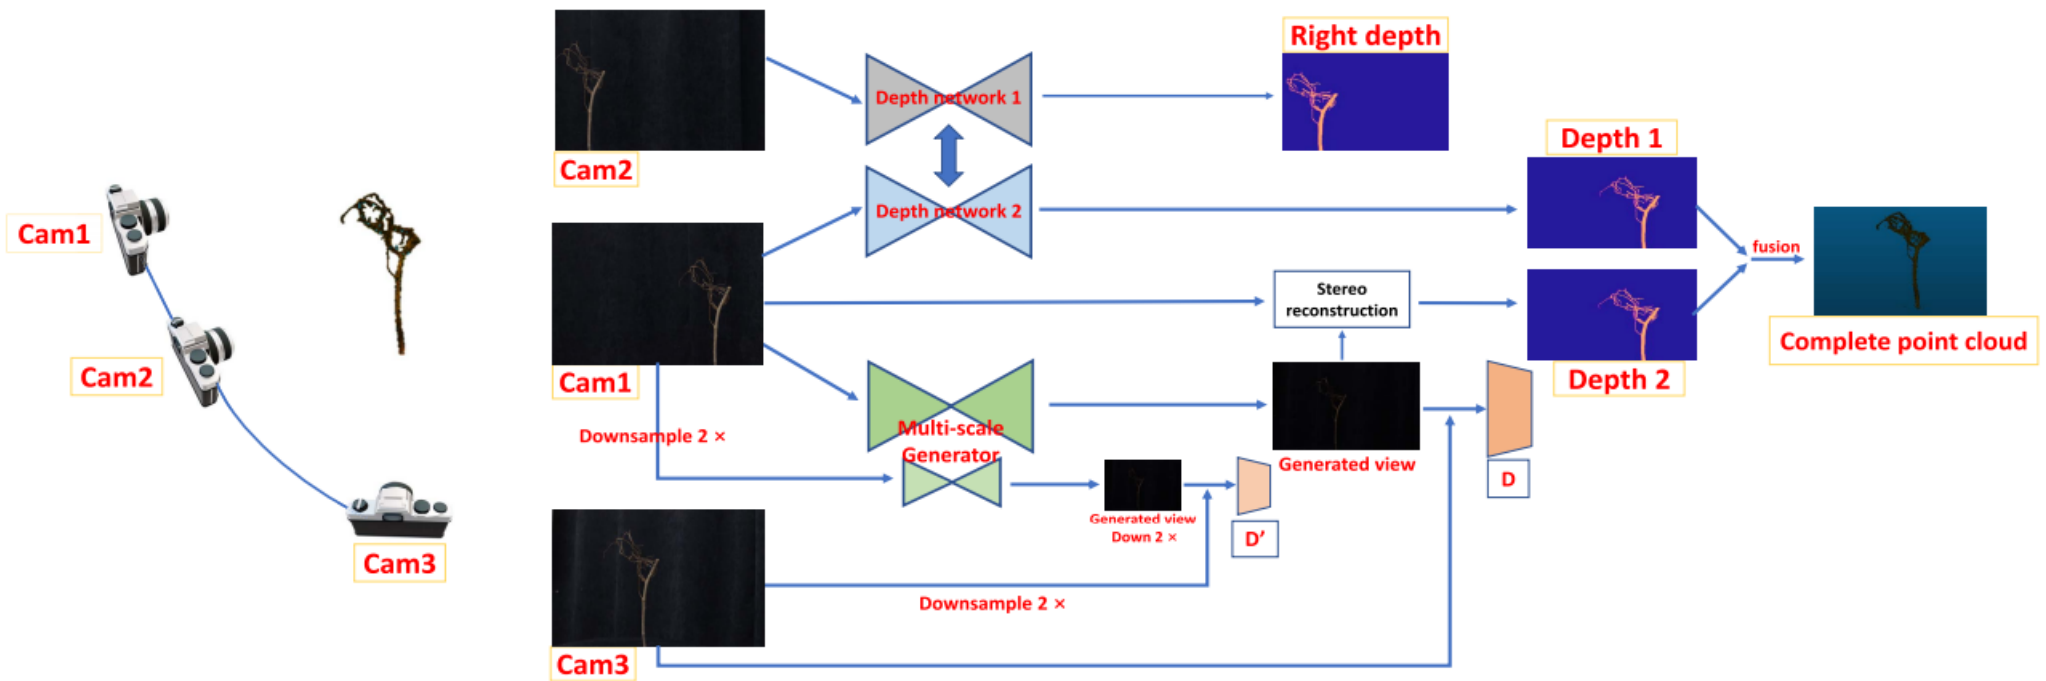 Cam1
Cam2
Cam3
Cam2
Cam1
Downsample 2 ×
Cam3
Depth network 1
Depth network 2
Multi-scale
Generator
Downsample 2 ×
Generated view
Down 2 ×
D’
Right depth
Stereo
reconstruction
Generated view
D
Depth 1
Depth 2
fusion
Complete point cloud